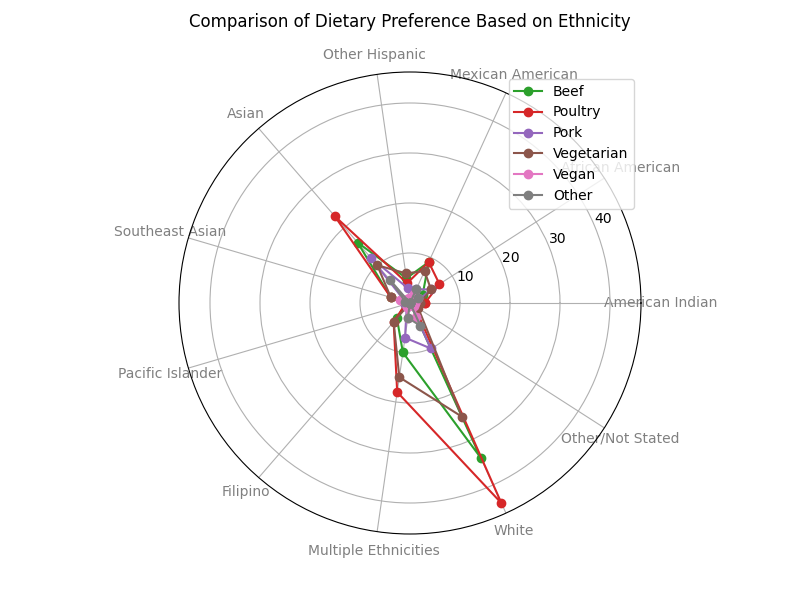 Comparison of Dietary Preference Based on Ethnicity
Other Hispanic
Mexican American
Asian
Beef
Poultry
Pork
Vegetarian
Vegan
Other
African American
Southeast Asian
40
30
20
10
American Indian
Pacific Islander
Other/Not Stated
Filipino
White
Multiple Ethnicities